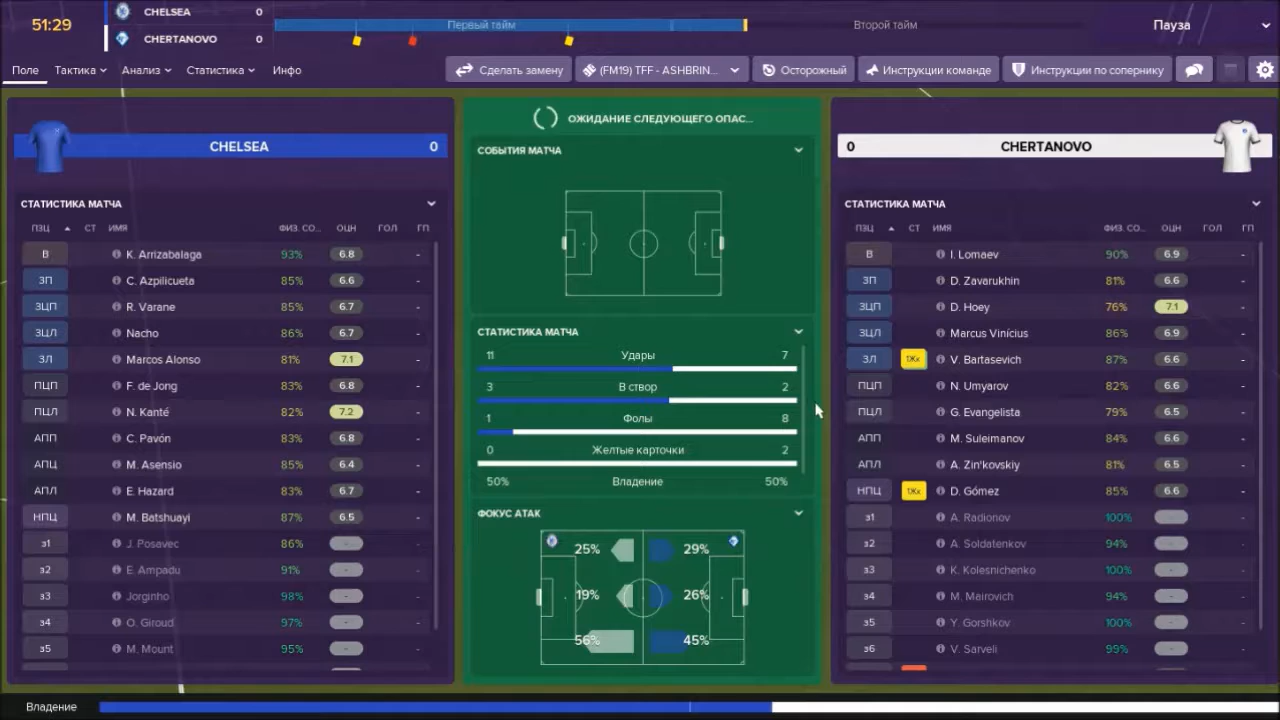 51:29
CHELSEA 0
CHERTANOVO 0
Первый тайм
Второй тайм
Пауза
Поле Тактика Анализ Статистика Инфо
Сделать замену
(FM19) TFF - ASHBRIN...
Осторожный
Инструкции команде
Инструкции по сопернику
CHELSEA 0
СТАТИСТИКА МАТЧА
ПЗЦ СТ ИМЯ ФИЗ. СО... ОЦН ГОЛ ГП
В K. Arrizabalaga 93% 6.8 -
ЗП C. Azpilicueta 85% 6.6 -
ЗЦП R. Varane 85% 6.7 -
ЗЦЛ Nacho 86% 6.7 -
ЗЛ Marcos Alonso 81% 7.1 -
ПЦП F. de Jong 83% 6.8 -
ПЦЛ N. Kanté 82% 7.2 -
АПП C. Pavón 83% 6.8 -
АПЦ M. Asensio 85% 6.4 -
АПЛ E. Hazard 83% 6.7 -
НПЦ M. Batshuayi 87% 6.5 -
з1 J. Posavec 86% - -
з2 E. Ampadu 91% - -
з3 Jorginho 98% - -
з4 O. Giroud 97% - -
з5 M. Mount 95% - -
ОЖИДАНИЕ СЛЕДУЮЩЕГО ОПАС...
СОБЫТИЯ МАТЧА
СТАТИСТИКА МАТЧА
11 Удары 7
3 В створ 2
1 Фолы 8
0 Желтые карточки 2
50% Владение 50%
ФОКУС АТАК
25% 29%
19% 26%
56% 45%
0 CHERTANOVO
СТАТИСТИКА МАТЧА
ПЗЦ СТ ИМЯ ФИЗ. СО... ОЦН ГОЛ ГП
В I. Lomaev 90% 6.9 -
ЗП D. Zavarukhin 81% 6.6 -
ЗЦП D. Hoey 76% 7.1 -
ЗЦЛ Marcus Vinícius 86% 6.9 -
ЗЛ 1Жк V. Bartasevich 87% 6.6 -
ПЦП N. Umyarov 82% 6.6 -
ПЦЛ G. Evangelista 79% 6.5 -
АПП M. Suleimanov 84% 6.6 -
АПЛ A. Zin'kovskiy 81% 6.5 -
НПЦ 1Жк D. Gómez 85% 6.6 -
з1 A. Radionov 100% - -
з2 A. Soldatenkov 94% - -
з3 K. Kolesnichenko 100% - -
з4 M. Mairovich 94% - -
з5 Y. Gorshkov 100% - -
з6 V. Sarveli 99% - -
Владение